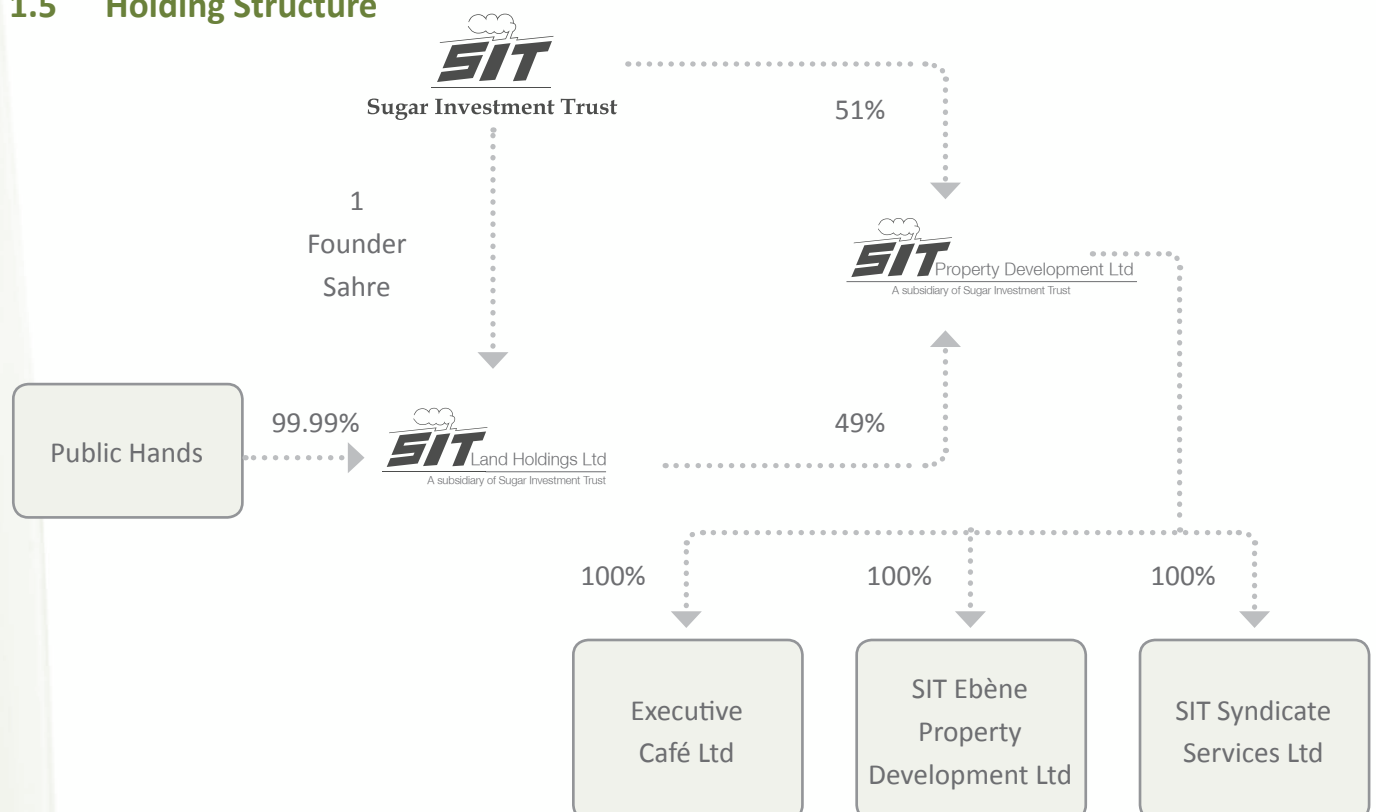 1.5 Holding Structure
SIT
Sugar Investment Trust
51%
1
Founder
Sahre
SIT Property Development Ltd
A subsidiary of Sugar Investment Trust
Public Hands
99.99%
SIT Land Holdings Ltd
A subsidiary of Sugar Investment Trust
49%
100%
100%
100%
Executive
Café Ltd
SIT Ebène
Property
Development Ltd
SIT Syndicate
Services Ltd